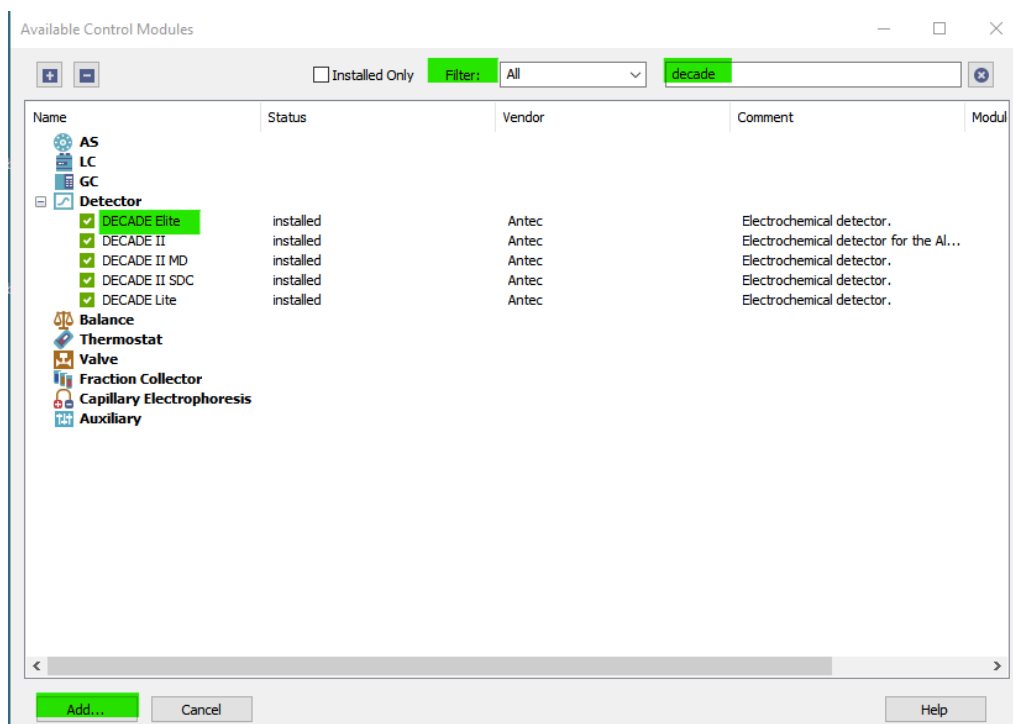 Available Control Modules
Installed Only Filter: All decade
Name Status Vendor Comment Modul
AS
LC
GC
Detector
DECADE Elite installed Antec Electrochemical detector.
DECADE II installed Antec Electrochemical detector for the Al...
DECADE II MD installed Antec Electrochemical detector.
DECADE II SDC installed Antec Electrochemical detector.
DECADE Lite installed Antec Electrochemical detector.
Balance
Thermostat
Valve
Fraction Collector
Capillary Electrophoresis
Auxiliary
Add... Cancel Help